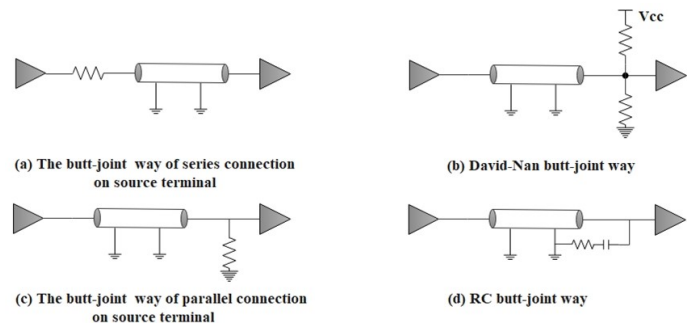 Vcc
(a) The butt-joint way of series connection
on source terminal
(b) David-Nan butt-joint way
(c) The butt-joint way of parallel connection
on source terminal
(d) RC butt-joint way